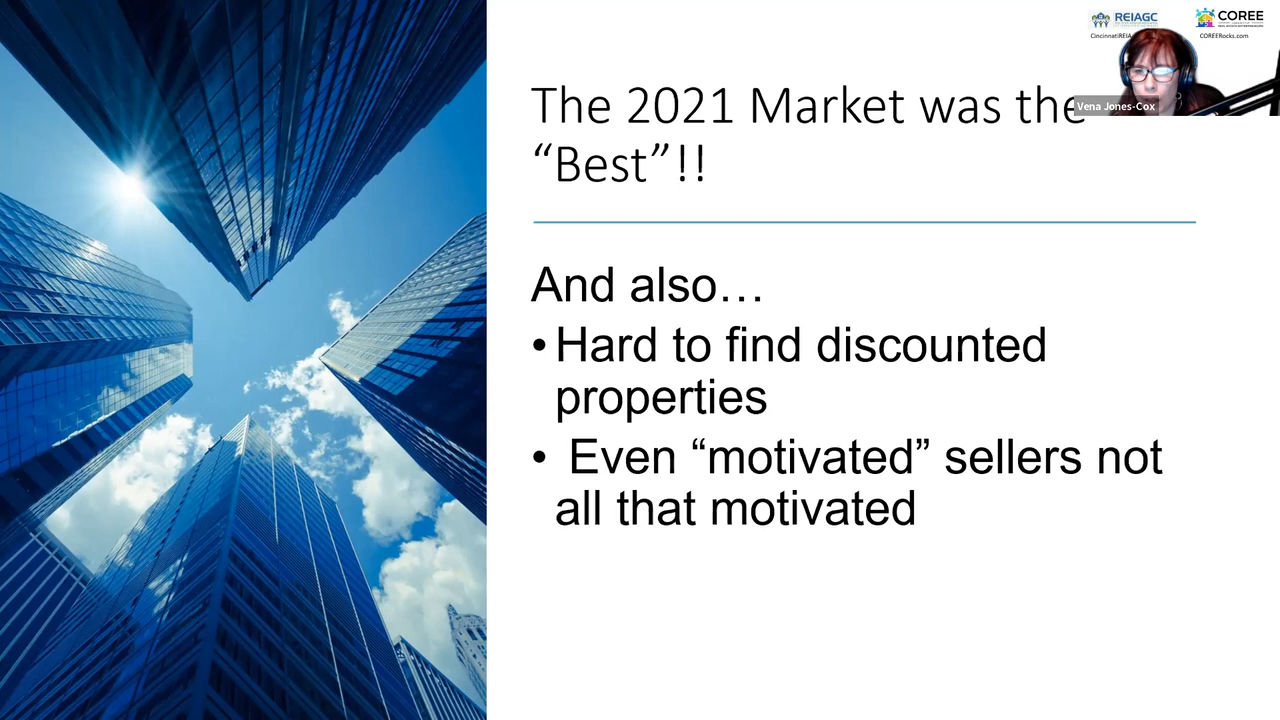 REIAGC
COREE
COREERocks.com
Vena Jones-Cox
The 2021 Market was the
“Best”!!
And also…
•Hard to find discounted
properties
• Even “motivated” sellers not
all that motivated